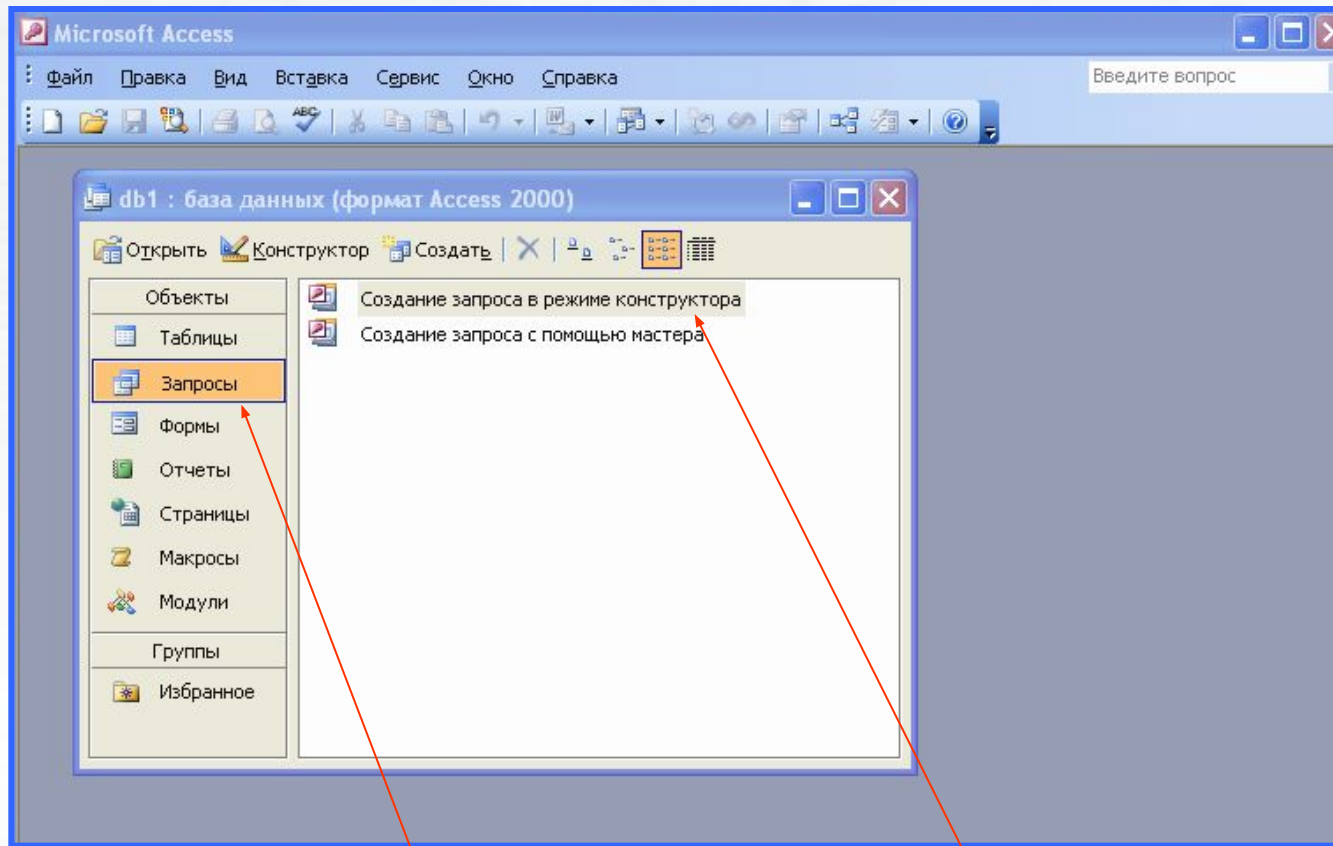 Microsoft Access
Файл Правка Вид Вставка Сервис Окно Справка Введите вопрос
ABC
db1 : база данных (формат Access 2000)
Открыть Конструктор Создать
Объекты
Таблицы
Запросы
Формы
Отчеты
Страницы
Макросы
Модули
Группы
Избранное
Создание запроса в режиме конструктора
Создание запроса с помощью мастера